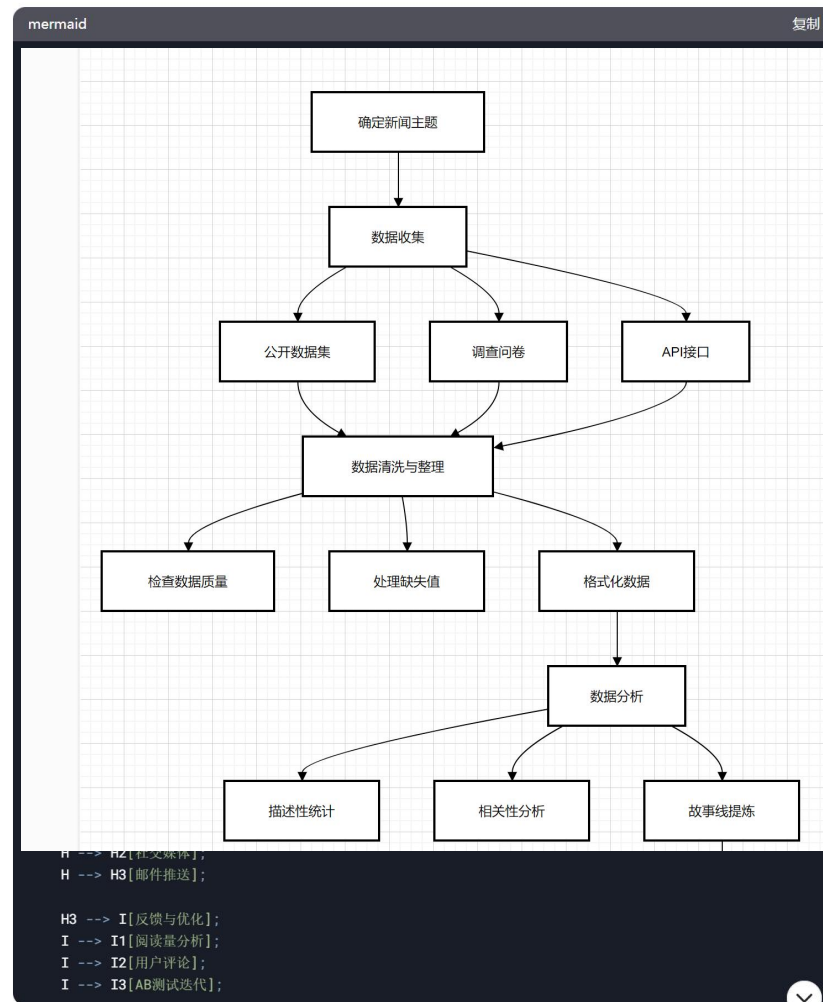 mermaid 复制
确定新闻主题
数据收集
公开数据集 调查问卷 API接口
数据清洗与整理
检查数据质量 处理缺失值 格式化数据
数据分析
描述性统计 相关性分析 故事线提炼
H --> H2[社交媒体];
H --> H3[邮件推送];
H3 --> I[反馈与优化];
I --> I1[阅读量分析];
I --> I2[用户评论];
I --> I3[AB测试迭代];